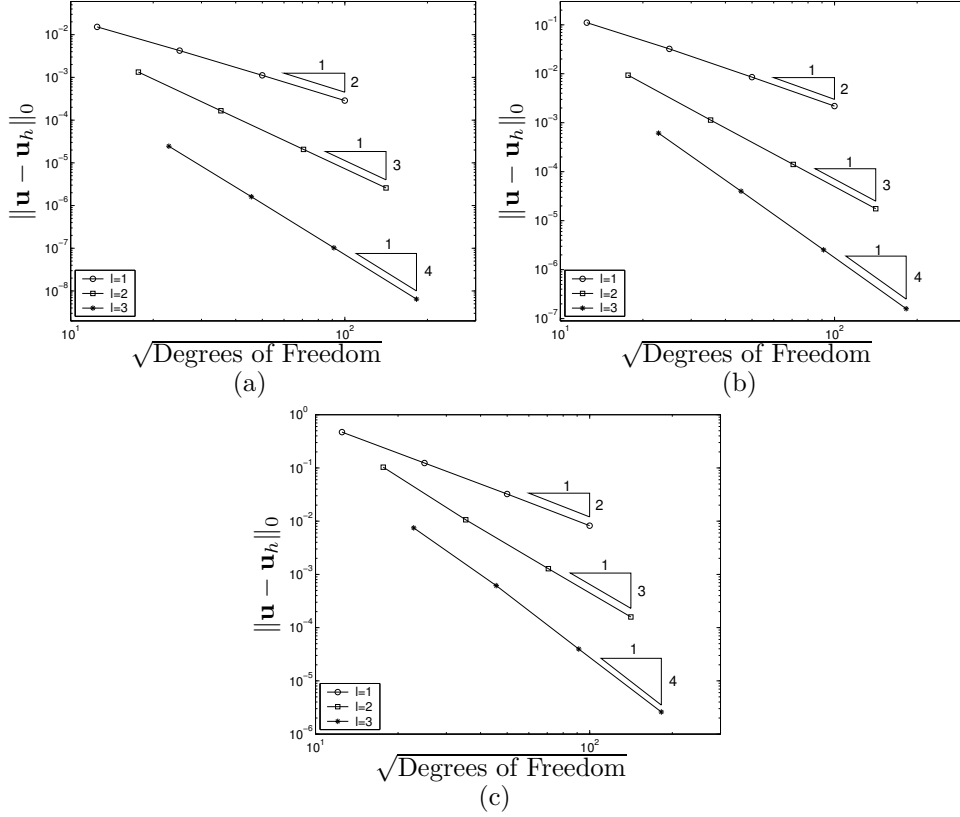 10^{-2}
10^{-3}
10^{-4}
10^{-5}
10^{-6}
10^{-7}
10^{-8}
‖u − u_h‖_0
1
2
1
3
1
4
l=1
l=2
l=3
10^1
10^2
√Degrees of Freedom
(a)
10^{-1}
10^{-2}
10^{-3}
10^{-4}
10^{-5}
10^{-6}
10^{-7}
‖u − u_h‖_0
1
2
1
3
1
4
l=1
l=2
l=3
10^1
10^2
√Degrees of Freedom
(b)
10^0
10^{-1}
10^{-2}
10^{-3}
10^{-4}
10^{-5}
10^{-6}
‖u − u_h‖_0
1
2
1
3
1
4
l=1
l=2
l=3
10^1
10^2
√Degrees of Freedom
(c)